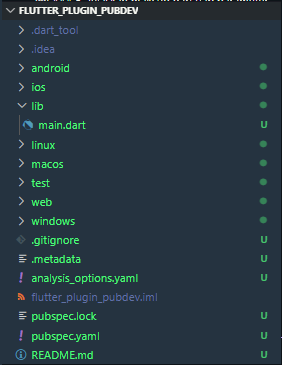 FLUTTER_PLUGIN_PUBDEV
.dart_tool
.idea
android
ios
lib
main.dart U
linux
macos
test
web
windows
.gitignore U
.metadata U
analysis_options.yaml U
flutter_plugin_pubdev.iml
pubspec.lock U
pubspec.yaml U
README.md U